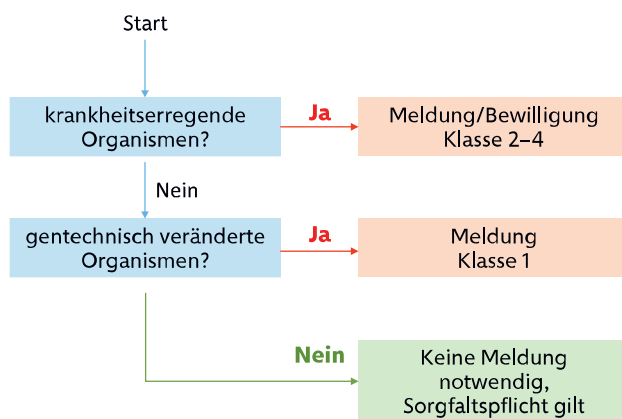 Start
krankheitserregende
Organismen?
Ja
Meldung/Bewilligung
Klasse 2–4
Nein
gentechnisch veränderte
Organismen?
Ja
Meldung
Klasse 1
Nein
Keine Meldung
notwendig,
Sorgfaltspflicht gilt